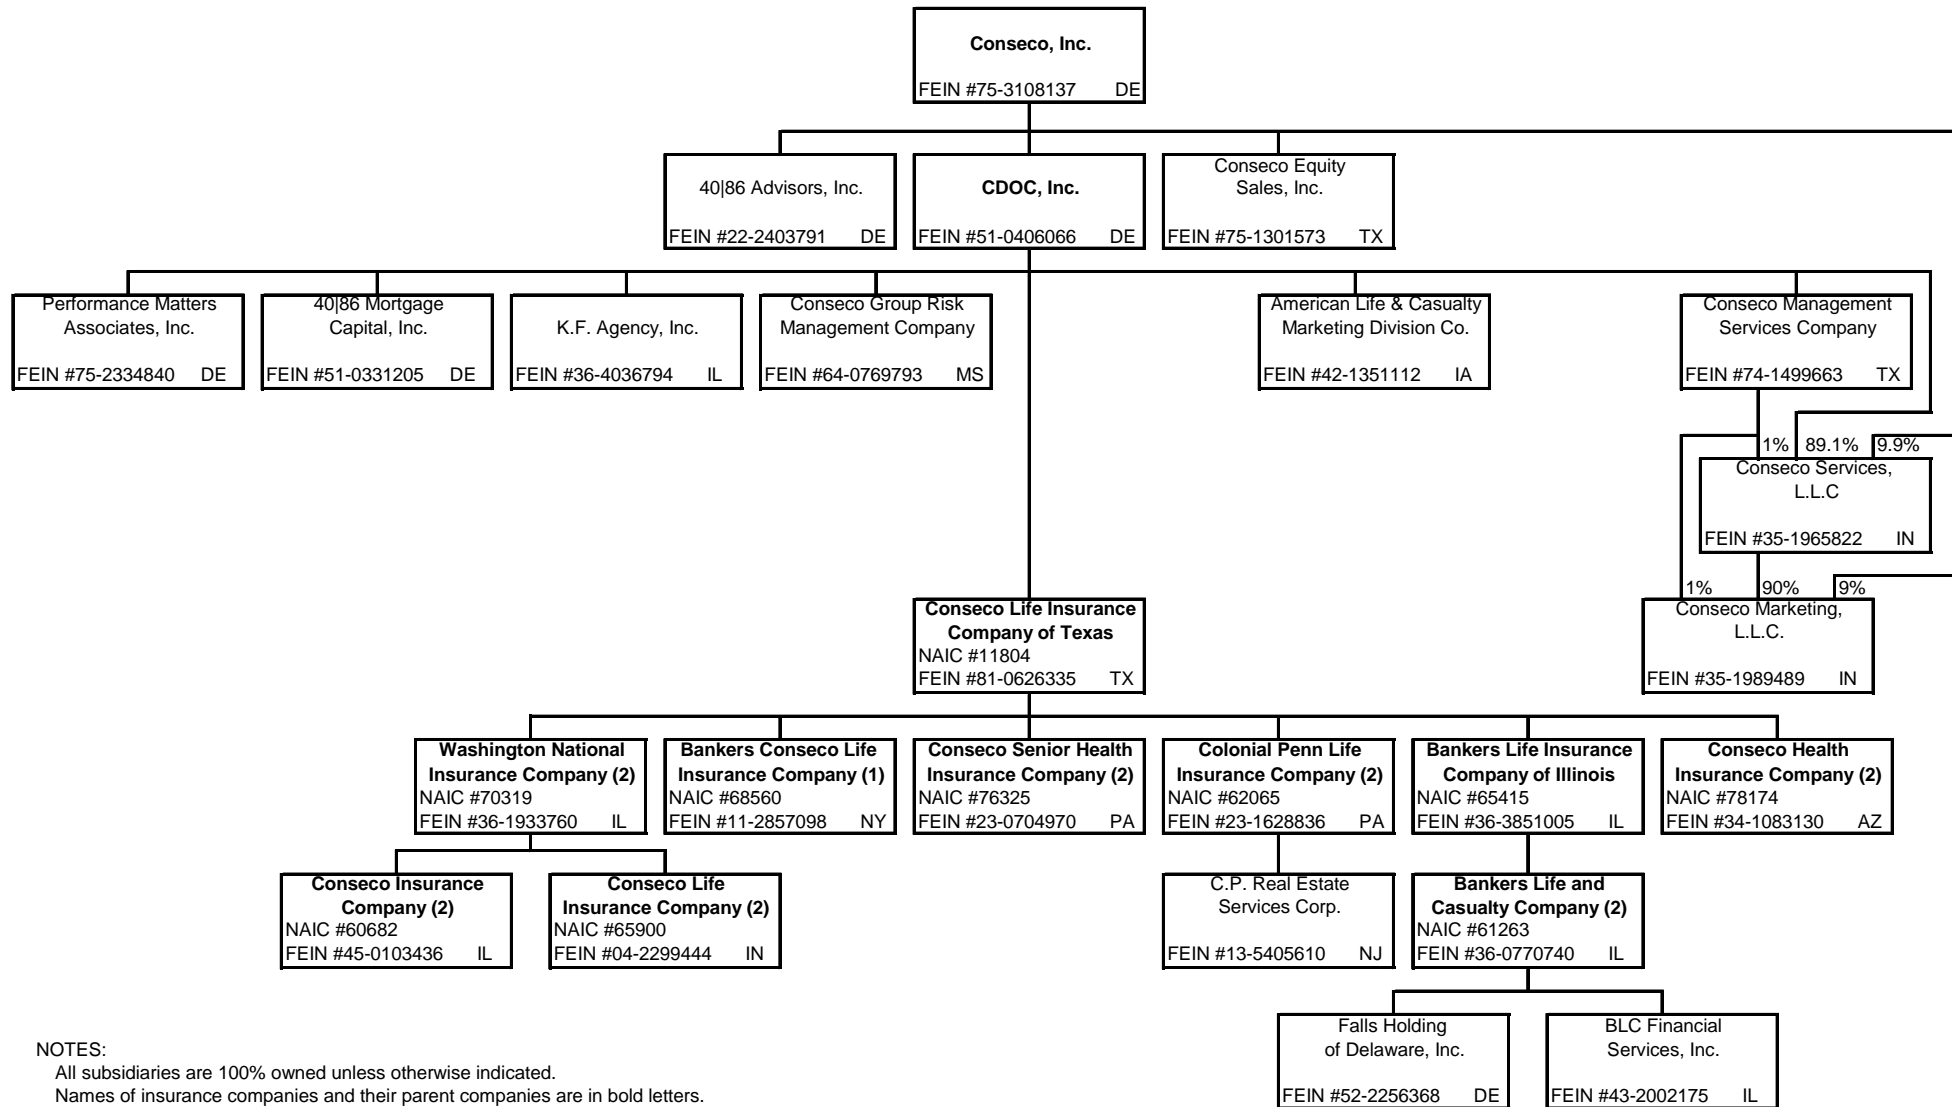 Conseco, Inc.
FEIN #75-3108137 DE
40|86 Advisors, Inc.
FEIN #22-2403791 DE
CDOC, Inc.
FEIN #51-0406066 DE
Conseco Equity
Sales, Inc.
FEIN #75-1301573 TX
Performance Matters
Associates, Inc.
FEIN #75-2334840 DE
40|86 Mortgage
Capital, Inc.
FEIN #51-0331205 DE
K.F. Agency, Inc.
FEIN #36-4036794 IL
Conseco Group Risk
Management Company
FEIN #64-0769793 MS
American Life & Casualty
Marketing Division Co.
FEIN #42-1351112 IA
Conseco Management
Services Company
FEIN #74-1499663 TX
1% 89.1% 9.9%
Conseco Services,
L.L.C
FEIN #35-1965822 IN
1% 90% 9%
Conseco Marketing,
L.L.C.
FEIN #35-1989489 IN
Conseco Life Insurance
Company of Texas
NAIC #11804
FEIN #81-0626335 TX
Washington National
Insurance Company (2)
NAIC #70319
FEIN #36-1933760 IL
Bankers Conseco Life
Insurance Company (1)
NAIC #68560
FEIN #11-2857098 NY
Conseco Senior Health
Insurance Company (2)
NAIC #76325
FEIN #23-0704970 PA
Colonial Penn Life
Insurance Company (2)
NAIC #62065
FEIN #23-1628836 PA
Bankers Life Insurance
Company of Illinois
NAIC #65415
FEIN #36-3851005 IL
Conseco Health
Insurance Company (2)
NAIC #78174
FEIN #34-1083130 AZ
Conseco Insurance
Company (2)
NAIC #60682
FEIN #45-0103436 IL
Conseco Life
Insurance Company (2)
NAIC #65900
FEIN #04-2299444 IN
C.P. Real Estate
Services Corp.
FEIN #13-5405610 NJ
Bankers Life and
Casualty Company (2)
NAIC #61263
FEIN #36-0770740 IL
Falls Holding
of Delaware, Inc.
FEIN #52-2256368 DE
BLC Financial
Services, Inc.
FEIN #43-2002175 IL
NOTES:
All subsidiaries are 100% owned unless otherwise indicated.
Names of insurance companies and their parent companies are in bold letters.